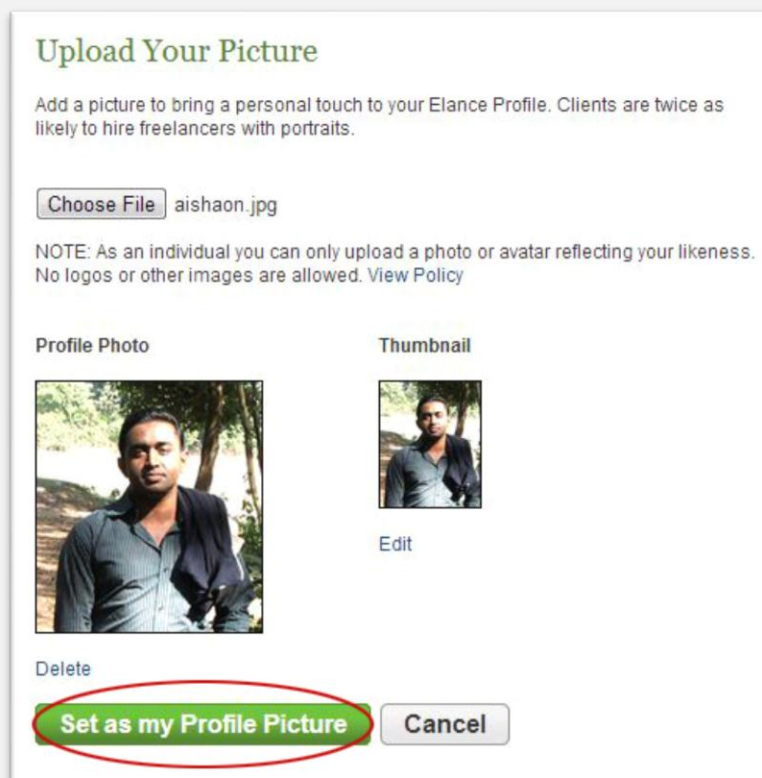 Upload Your Picture
Add a picture to bring a personal touch to your Elance Profile. Clients are twice as
likely to hire freelancers with portraits.
Choose File aishaon.jpg
NOTE: As an individual you can only upload a photo or avatar reflecting your likeness.
No logos or other images are allowed. View Policy
Profile Photo Thumbnail
Edit
Delete
Set as my Profile Picture Cancel